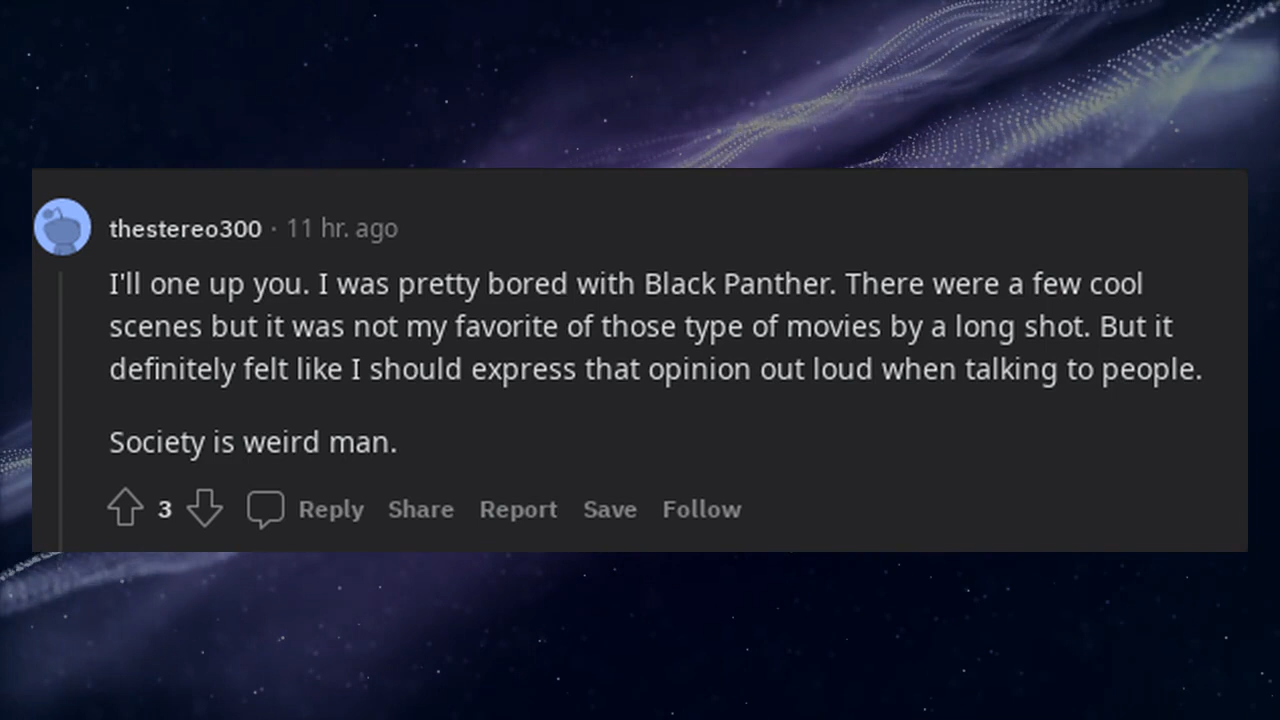 thestereo300 · 11 hr. ago
I'll one up you. I was pretty bored with Black Panther. There were a few cool
scenes but it was not my favorite of those type of movies by a long shot. But it
definitely felt like I should express that opinion out loud when talking to people.
Society is weird man.
3 Reply Share Report Save Follow